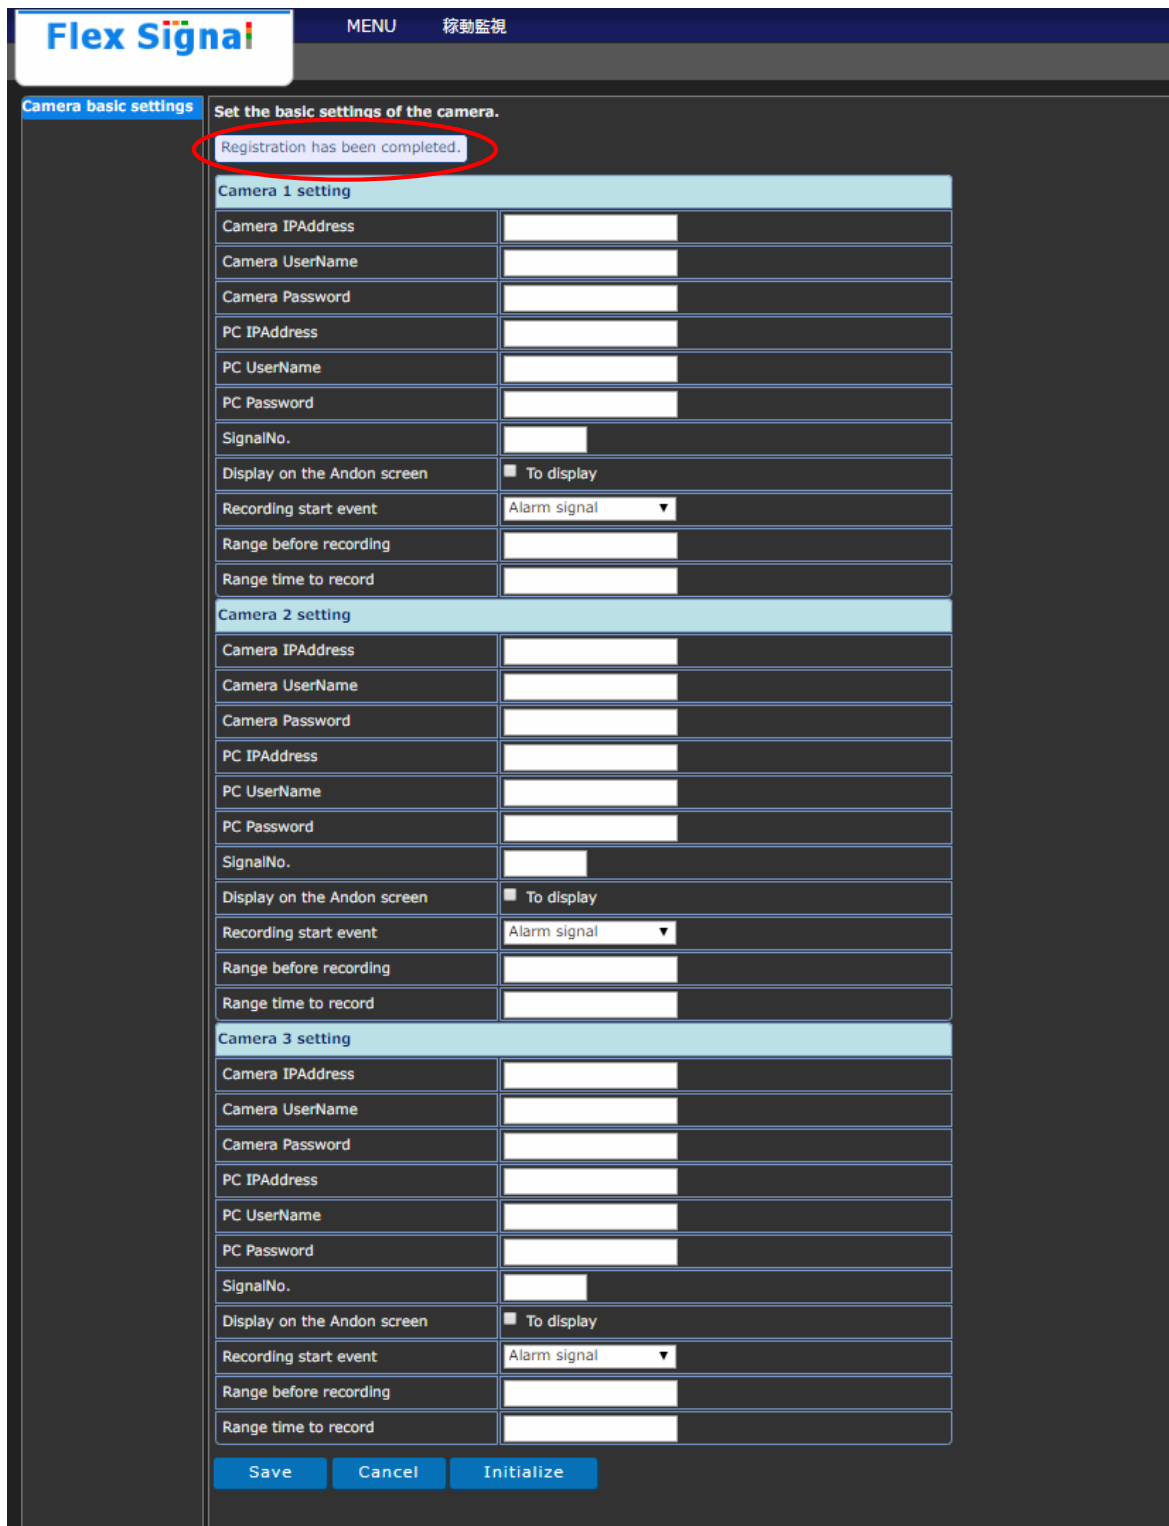 Flex Signal
MENU 稼動監視
Camera basic settings
Set the basic settings of the camera.
Registration has been completed.
Camera 1 setting
Camera IPAddress
Camera UserName
Camera Password
PC IPAddress
PC UserName
PC Password
SignalNo.
Display on the Andon screen To display
Recording start event Alarm signal ▼
Range before recording
Range time to record
Camera 2 setting
Camera IPAddress
Camera UserName
Camera Password
PC IPAddress
PC UserName
PC Password
SignalNo.
Display on the Andon screen To display
Recording start event Alarm signal ▼
Range before recording
Range time to record
Camera 3 setting
Camera IPAddress
Camera UserName
Camera Password
PC IPAddress
PC UserName
PC Password
SignalNo.
Display on the Andon screen To display
Recording start event Alarm signal ▼
Range before recording
Range time to record
Save Cancel Initialize